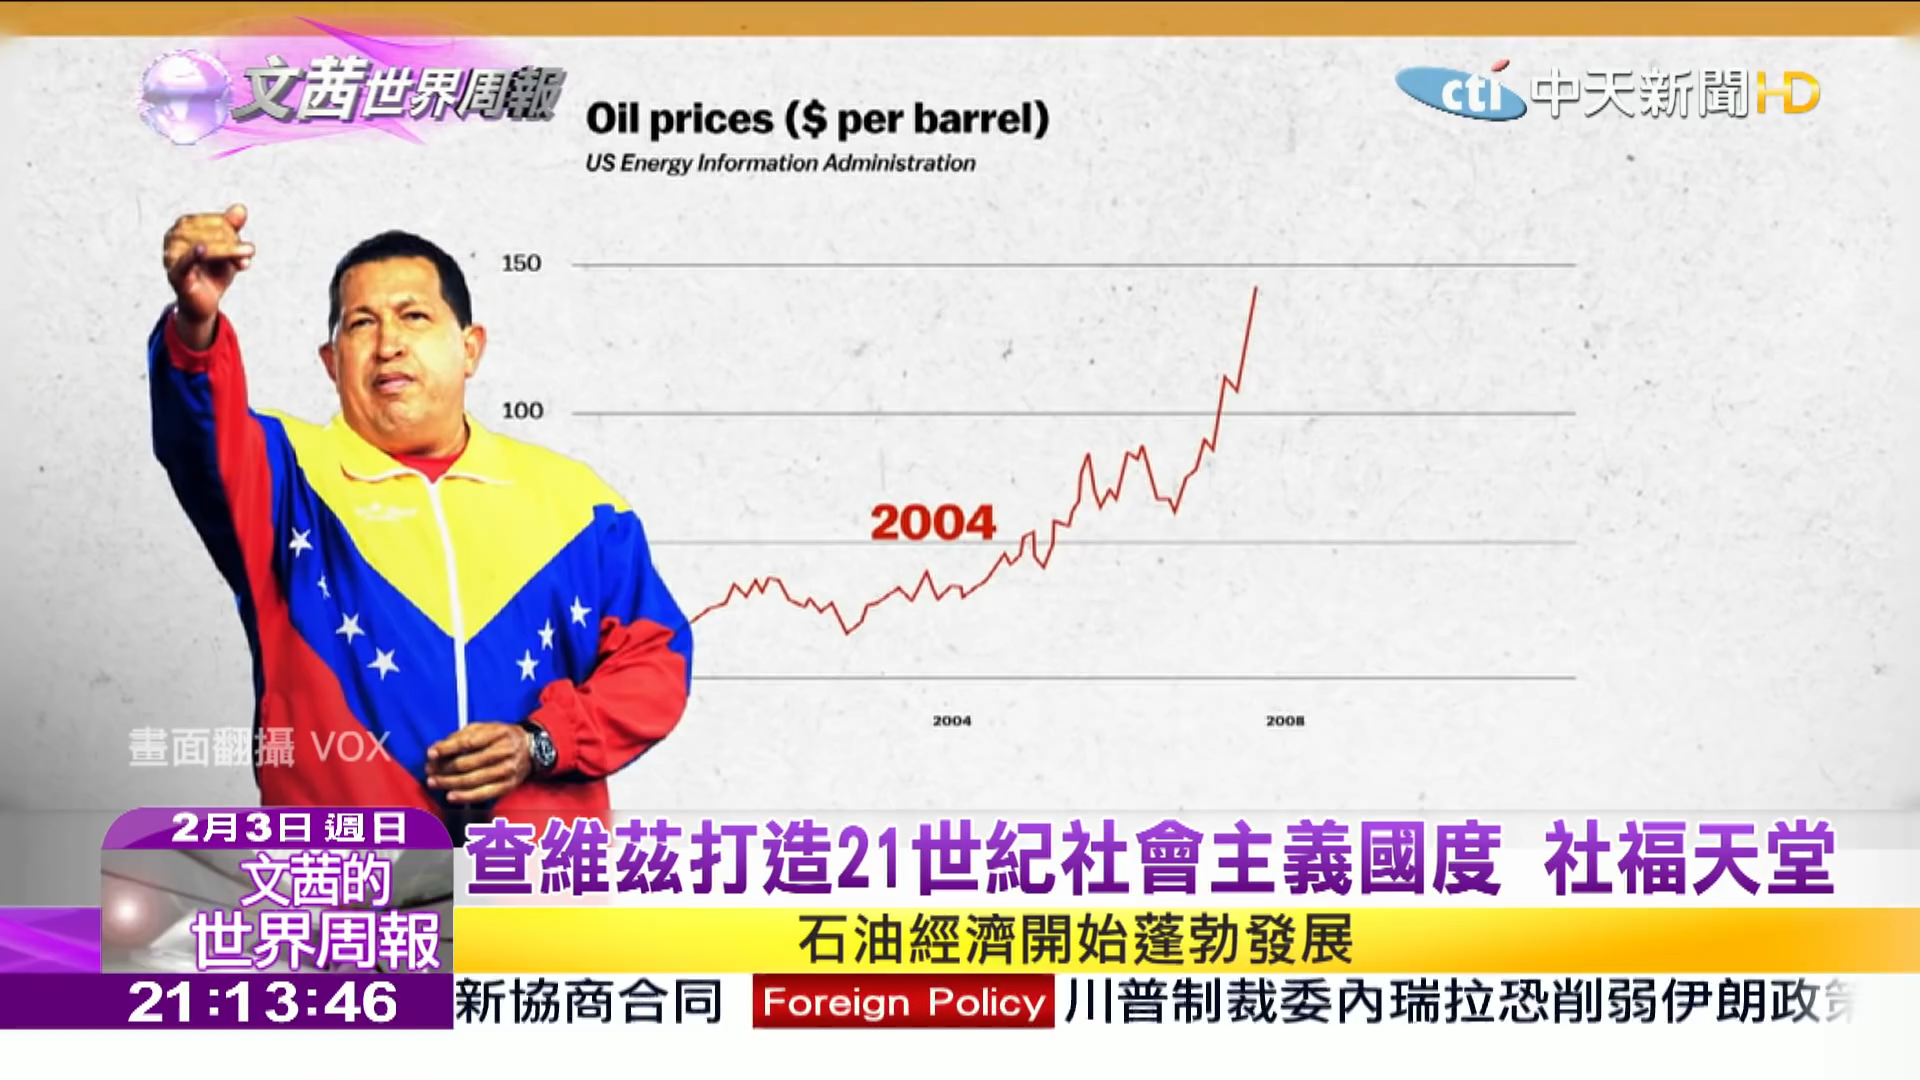 文茜世界周報
cti 中天新聞HD
Oil prices ($ per barrel)
US Energy Information Administration
150
100
2004
2004
2008
畫面翻攝 VOX
2月3日 週日
文茜的
世界周報
查維茲打造21世紀社會主義國度 社福天堂
石油經濟開始蓬勃發展
21:13:46
新協商合同 Foreign Policy 川普制裁委內瑞拉恐削弱伊朗政策